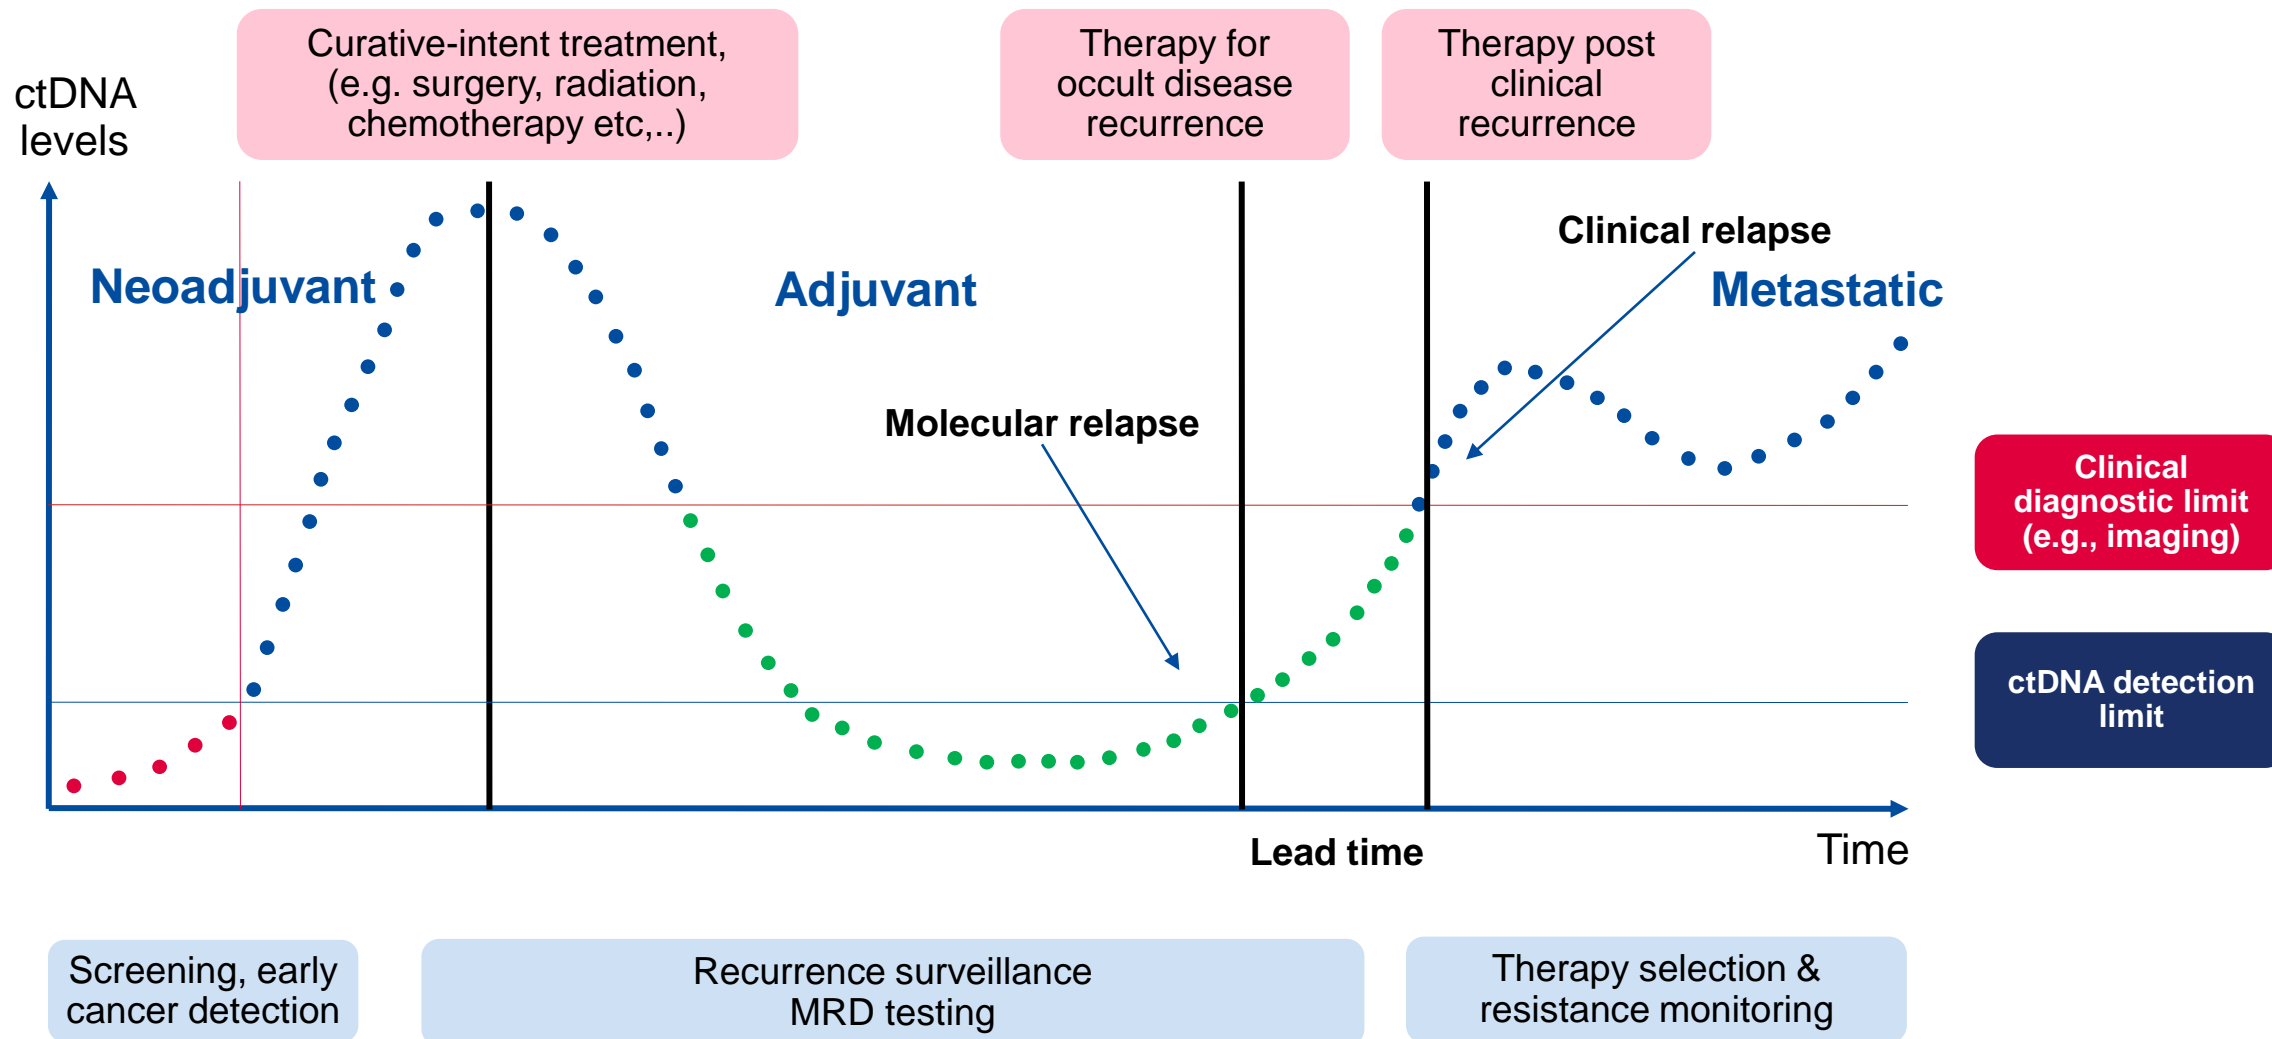 Curative-intent treatment,
(e.g. surgery, radiation,
chemotherapy etc,..)
Therapy for
occult disease
recurrence
Therapy post
clinical
recurrence
ctDNA
levels
Clinical relapse
Neoadjuvant
Adjuvant
Metastatic
Molecular relapse
Clinical
diagnostic limit
(e.g., imaging)
ctDNA detection
limit
Lead time
Time
Screening, early
cancer detection
Recurrence surveillance
MRD testing
Therapy selection &
resistance monitoring